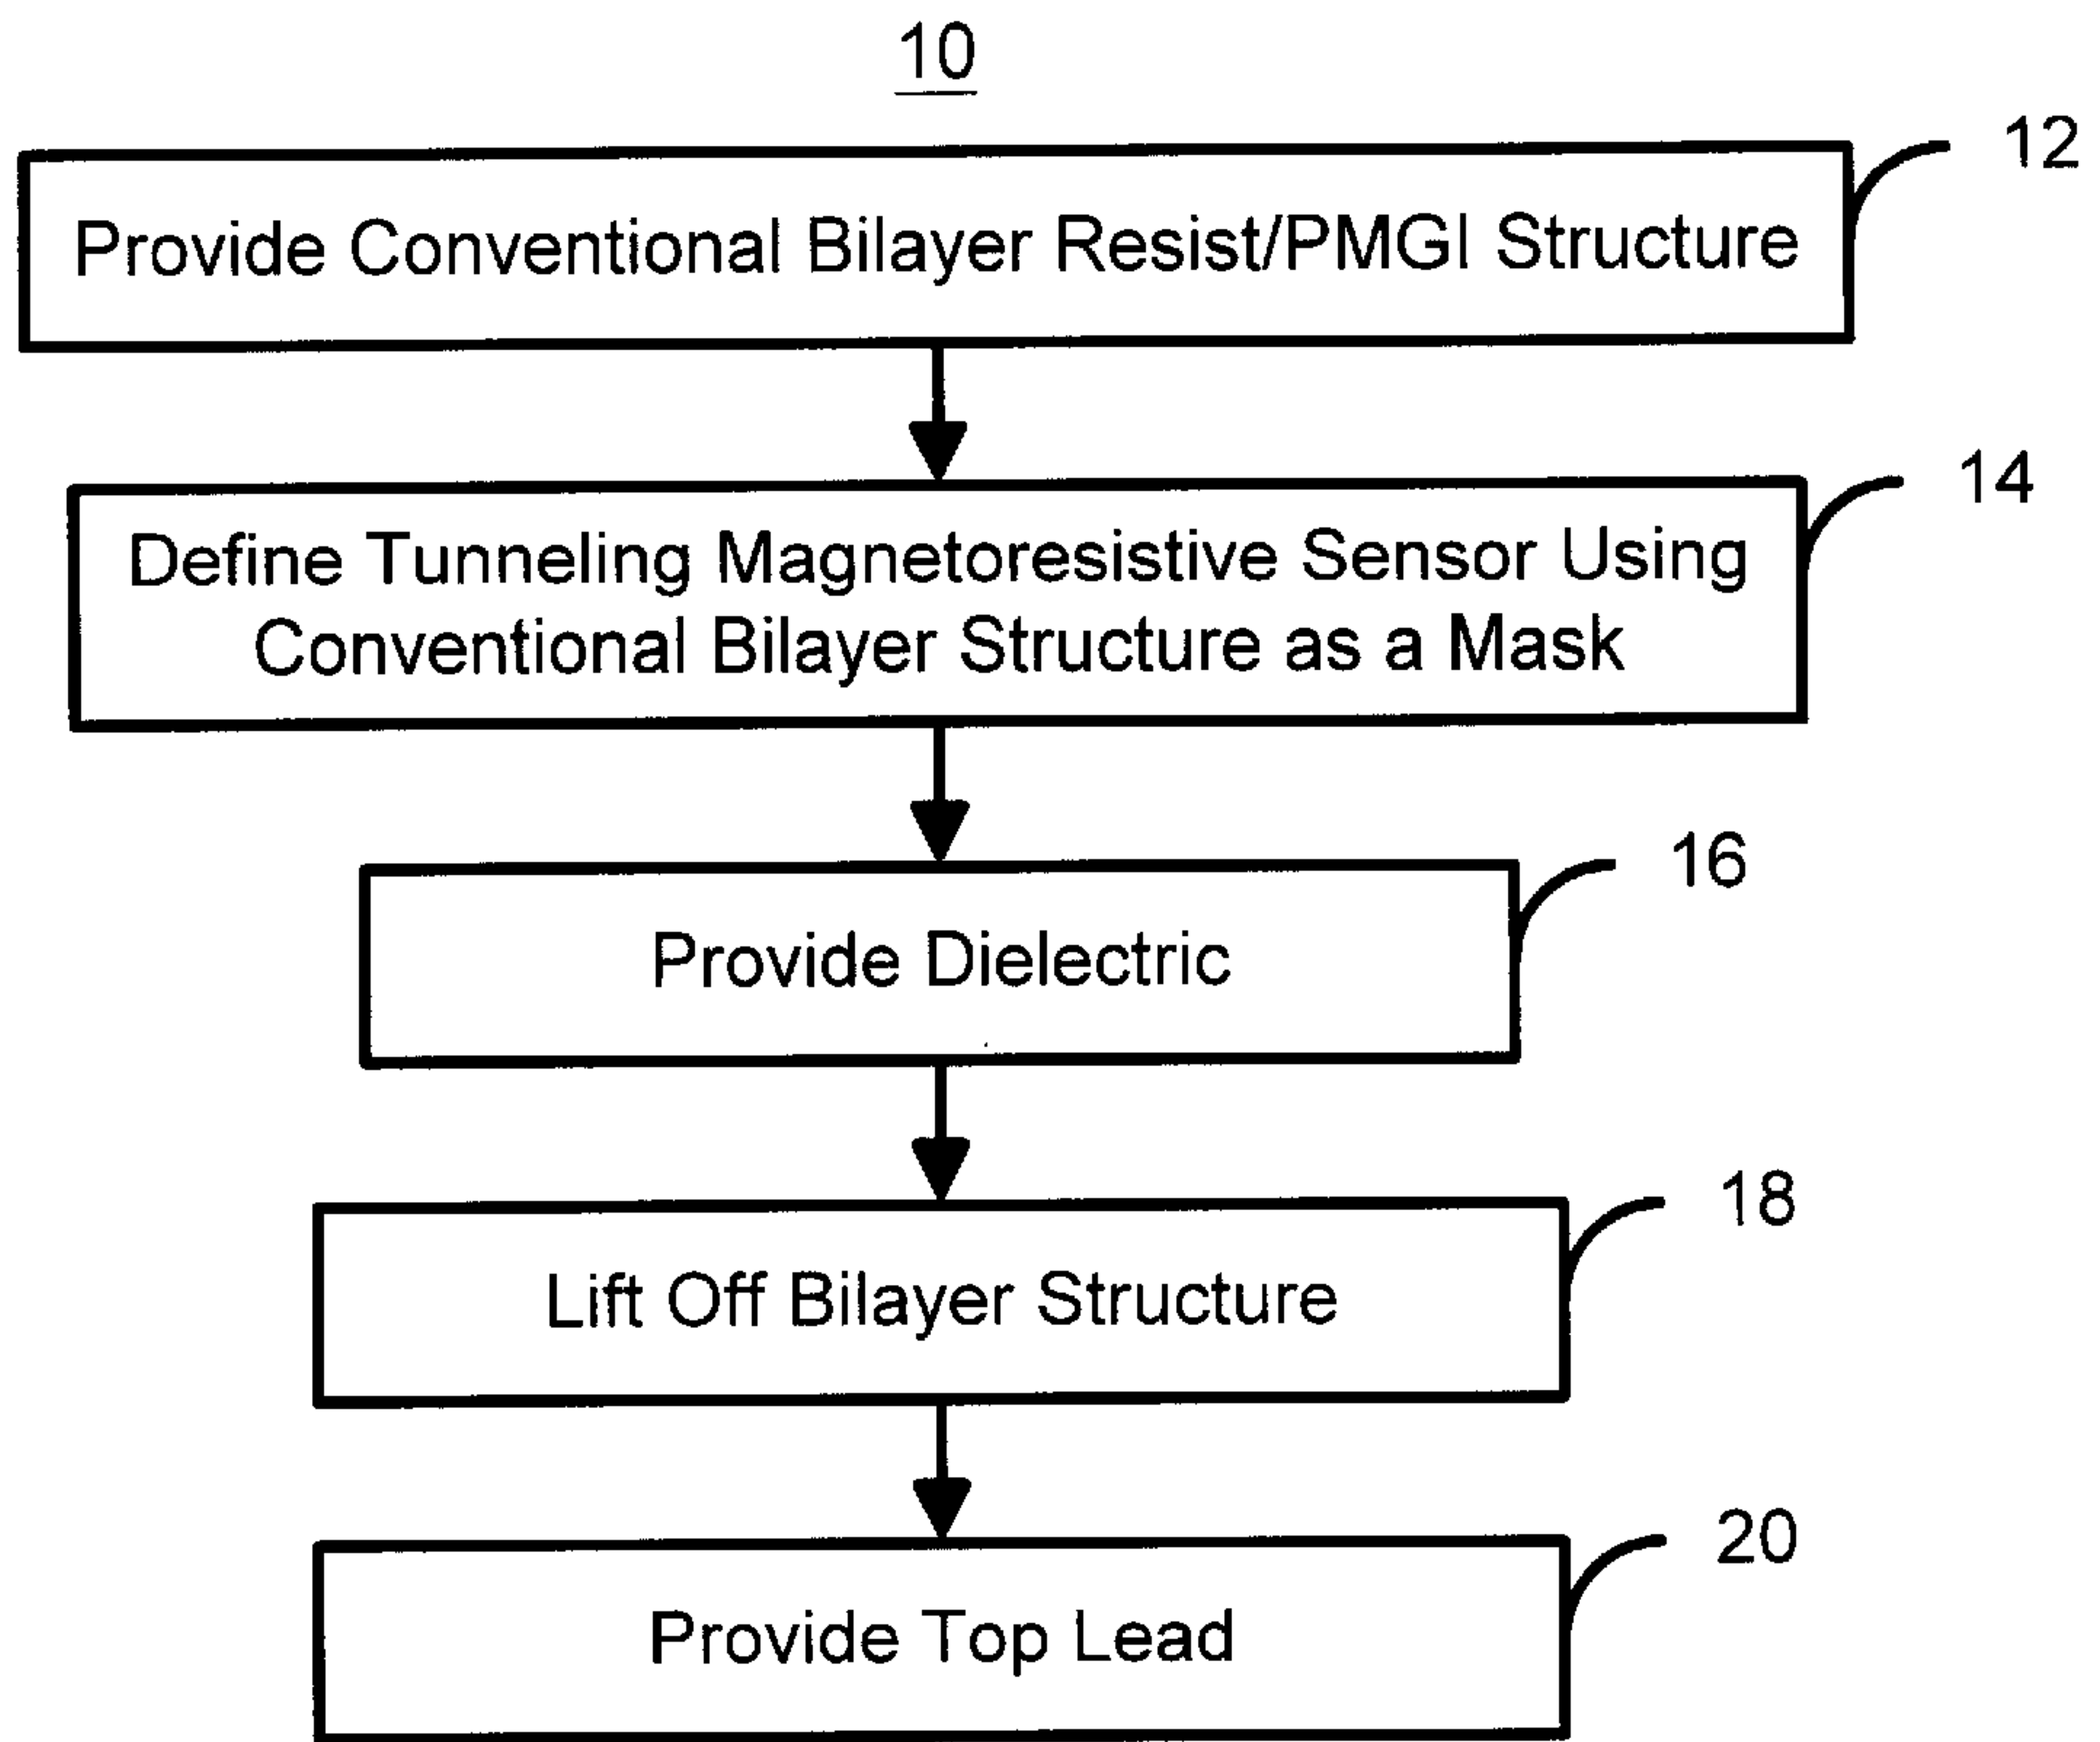 10
12
Provide Conventional Bilayer Resist/PMGI Structure
14
Define Tunneling Magnetoresistive Sensor Using
Conventional Bilayer Structure as a Mask
16
Provide Dielectric
18
Lift Off Bilayer Structure
20
Provide Top Lead